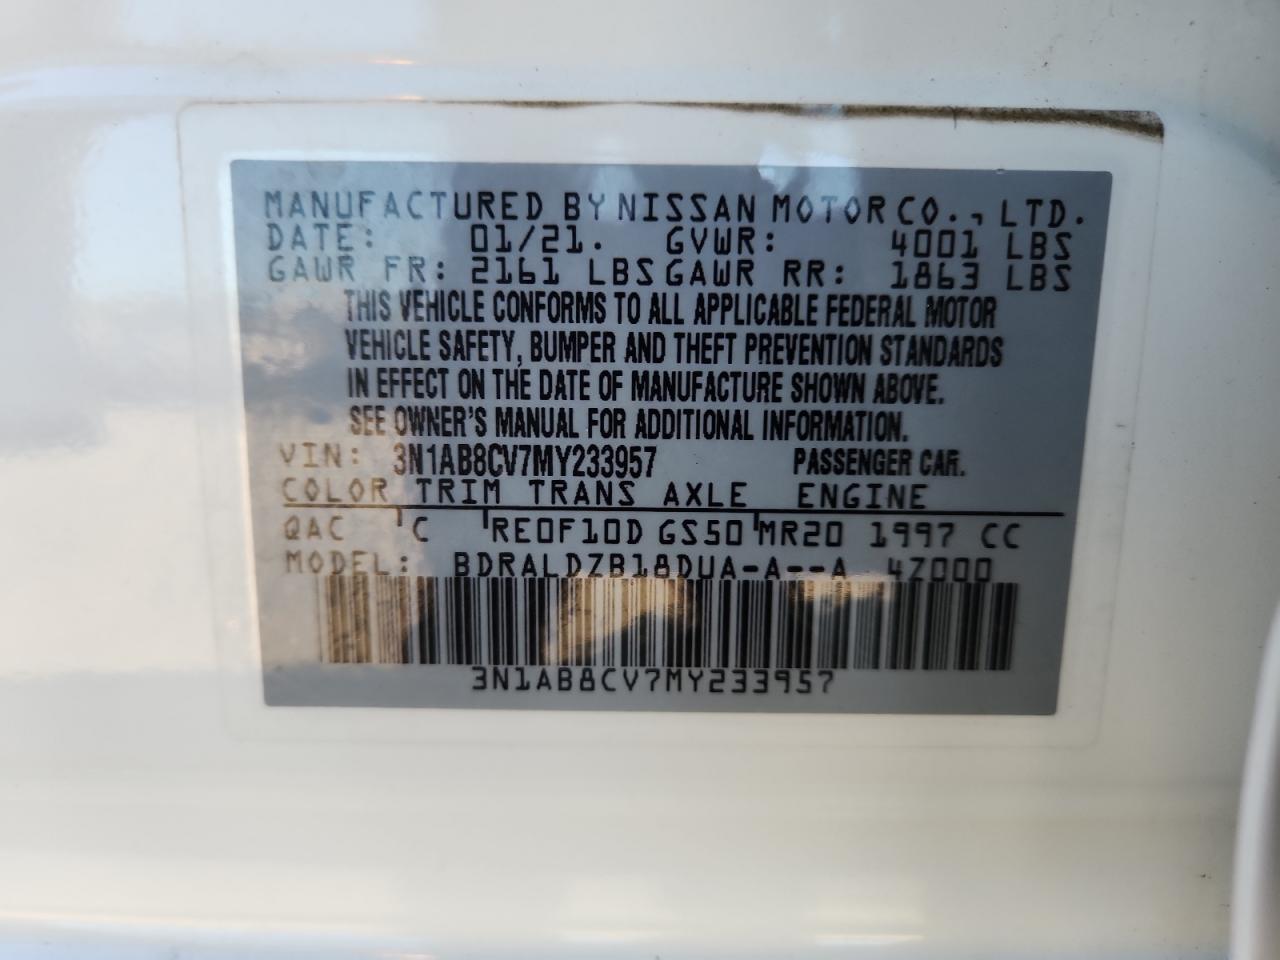 MANUFACTURED BY NISSAN MOTOR CO., LTD.
DATE: 01/21. GVWR: 4001 LBS
GAWR FR: 2161 LBS GAWR RR: 1863 LBS
THIS VEHICLE CONFORMS TO ALL APPLICABLE FEDERAL MOTOR
VEHICLE SAFETY, BUMPER AND THEFT PREVENTION STANDARDS
IN EFFECT ON THE DATE OF MANUFACTURE SHOWN ABOVE.
SEE OWNER'S MANUAL FOR ADDITIONAL INFORMATION.
VIN: 3N1AB8CV7MY233957 PASSENGER CAR.
COLOR TRIM TRANS AXLE ENGINE
QAC C RE0F10D GS50 MR20 1997 CC
MODEL: BDRALDZB18DUA-A--A 4Z000
3N1AB8CV7MY233957